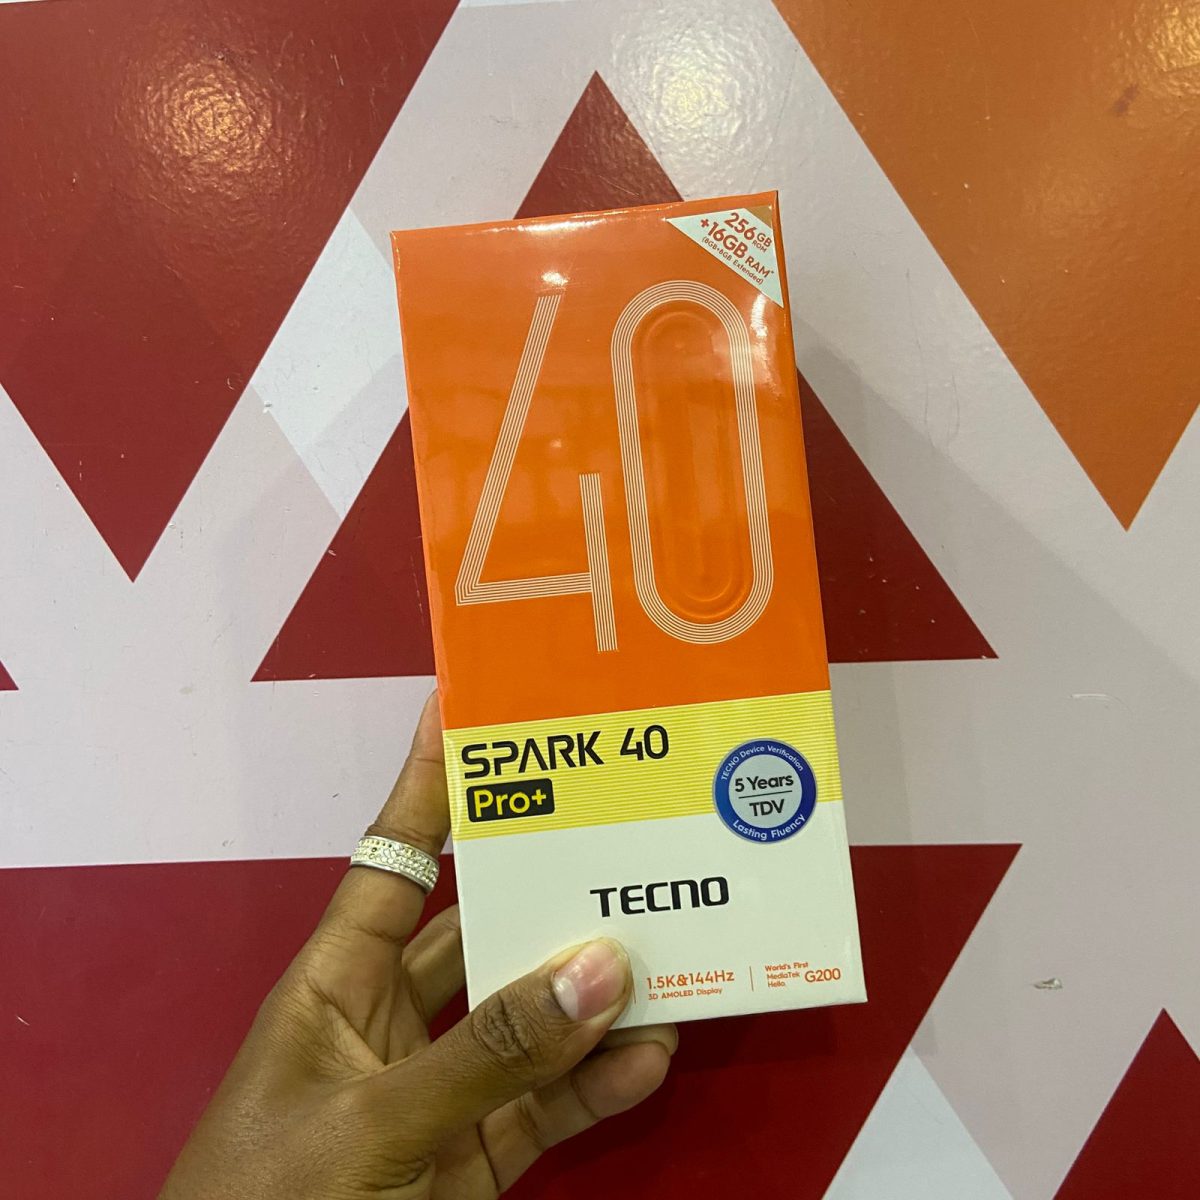 256GB ROM
+16GB RAM*
(8GB+8GB Extended)
40
SPARK 40
Pro+
TECNO Device Verification
5 Years
TDV
Lasting Fluency
TECNO
1.5K&144Hz
3D AMOLED Display
World's First
MediaTek
Helio
G200